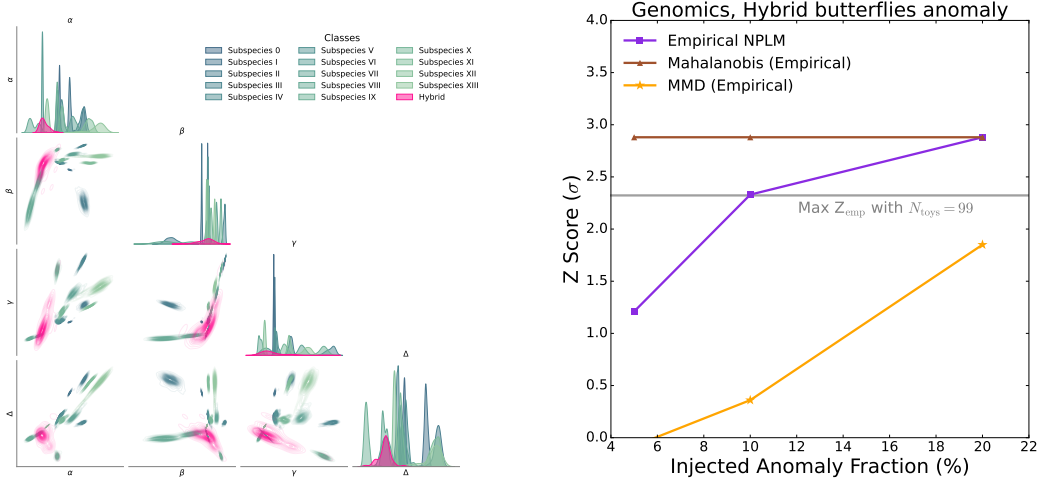 α
Classes
Subspecies 0
Subspecies I
Subspecies II
Subspecies III
Subspecies IV
Subspecies V
Subspecies VI
Subspecies VII
Subspecies VIII
Subspecies IX
Subspecies X
Subspecies XI
Subspecies XII
Subspecies XIII
Hybrid
α
β
β
γ
γ
Δ
Δ
α
β
γ
Δ
Genomics, Hybrid butterflies anomaly
Empirical NPLM
Mahalanobis (Empirical)
MMD (Empirical)
Max Z_emp with N_toys = 99
Z Score (σ)
4.0
3.5
3.0
2.5
2.0
1.5
1.0
0.5
0.0
4 6 8 10 12 14 16 18 20 22
Injected Anomaly Fraction (%)